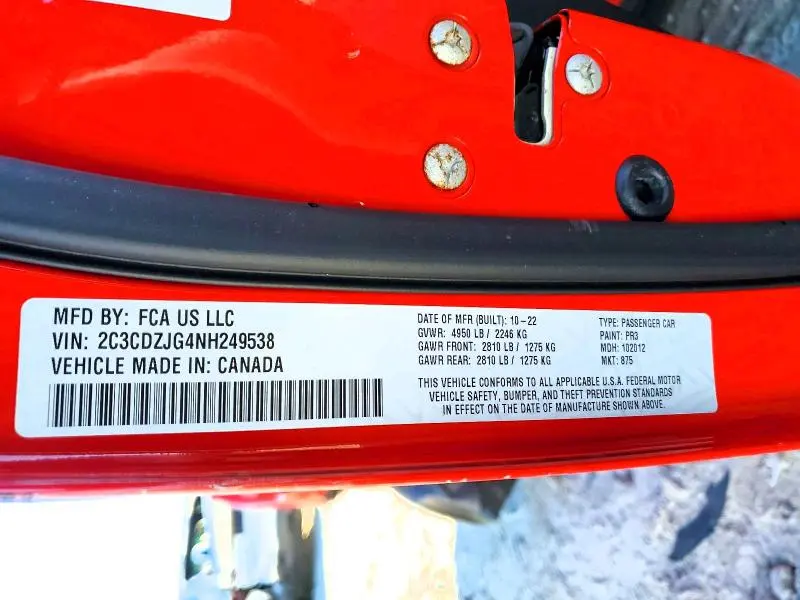 MFD BY: FCA US LLC
VIN: 2C3CDZJG4NH249538
VEHICLE MADE IN: CANADA
DATE OF MFR (BUILT): 10-22
GVWR: 4950 LB / 2246 KG
GAWR FRONT: 2810 LB / 1275 KG
GAWR REAR: 2810 LB / 1275 KG
TYPE: PASSENGER CAR
PAINT: PR3
MDH: 102012
MKT: 875
THIS VEHICLE CONFORMS TO ALL APPLICABLE U.S.A. FEDERAL MOTOR
VEHICLE SAFETY, BUMPER, AND THEFT PREVENTION STANDARDS
IN EFFECT ON THE DATE OF MANUFACTURE SHOWN ABOVE.